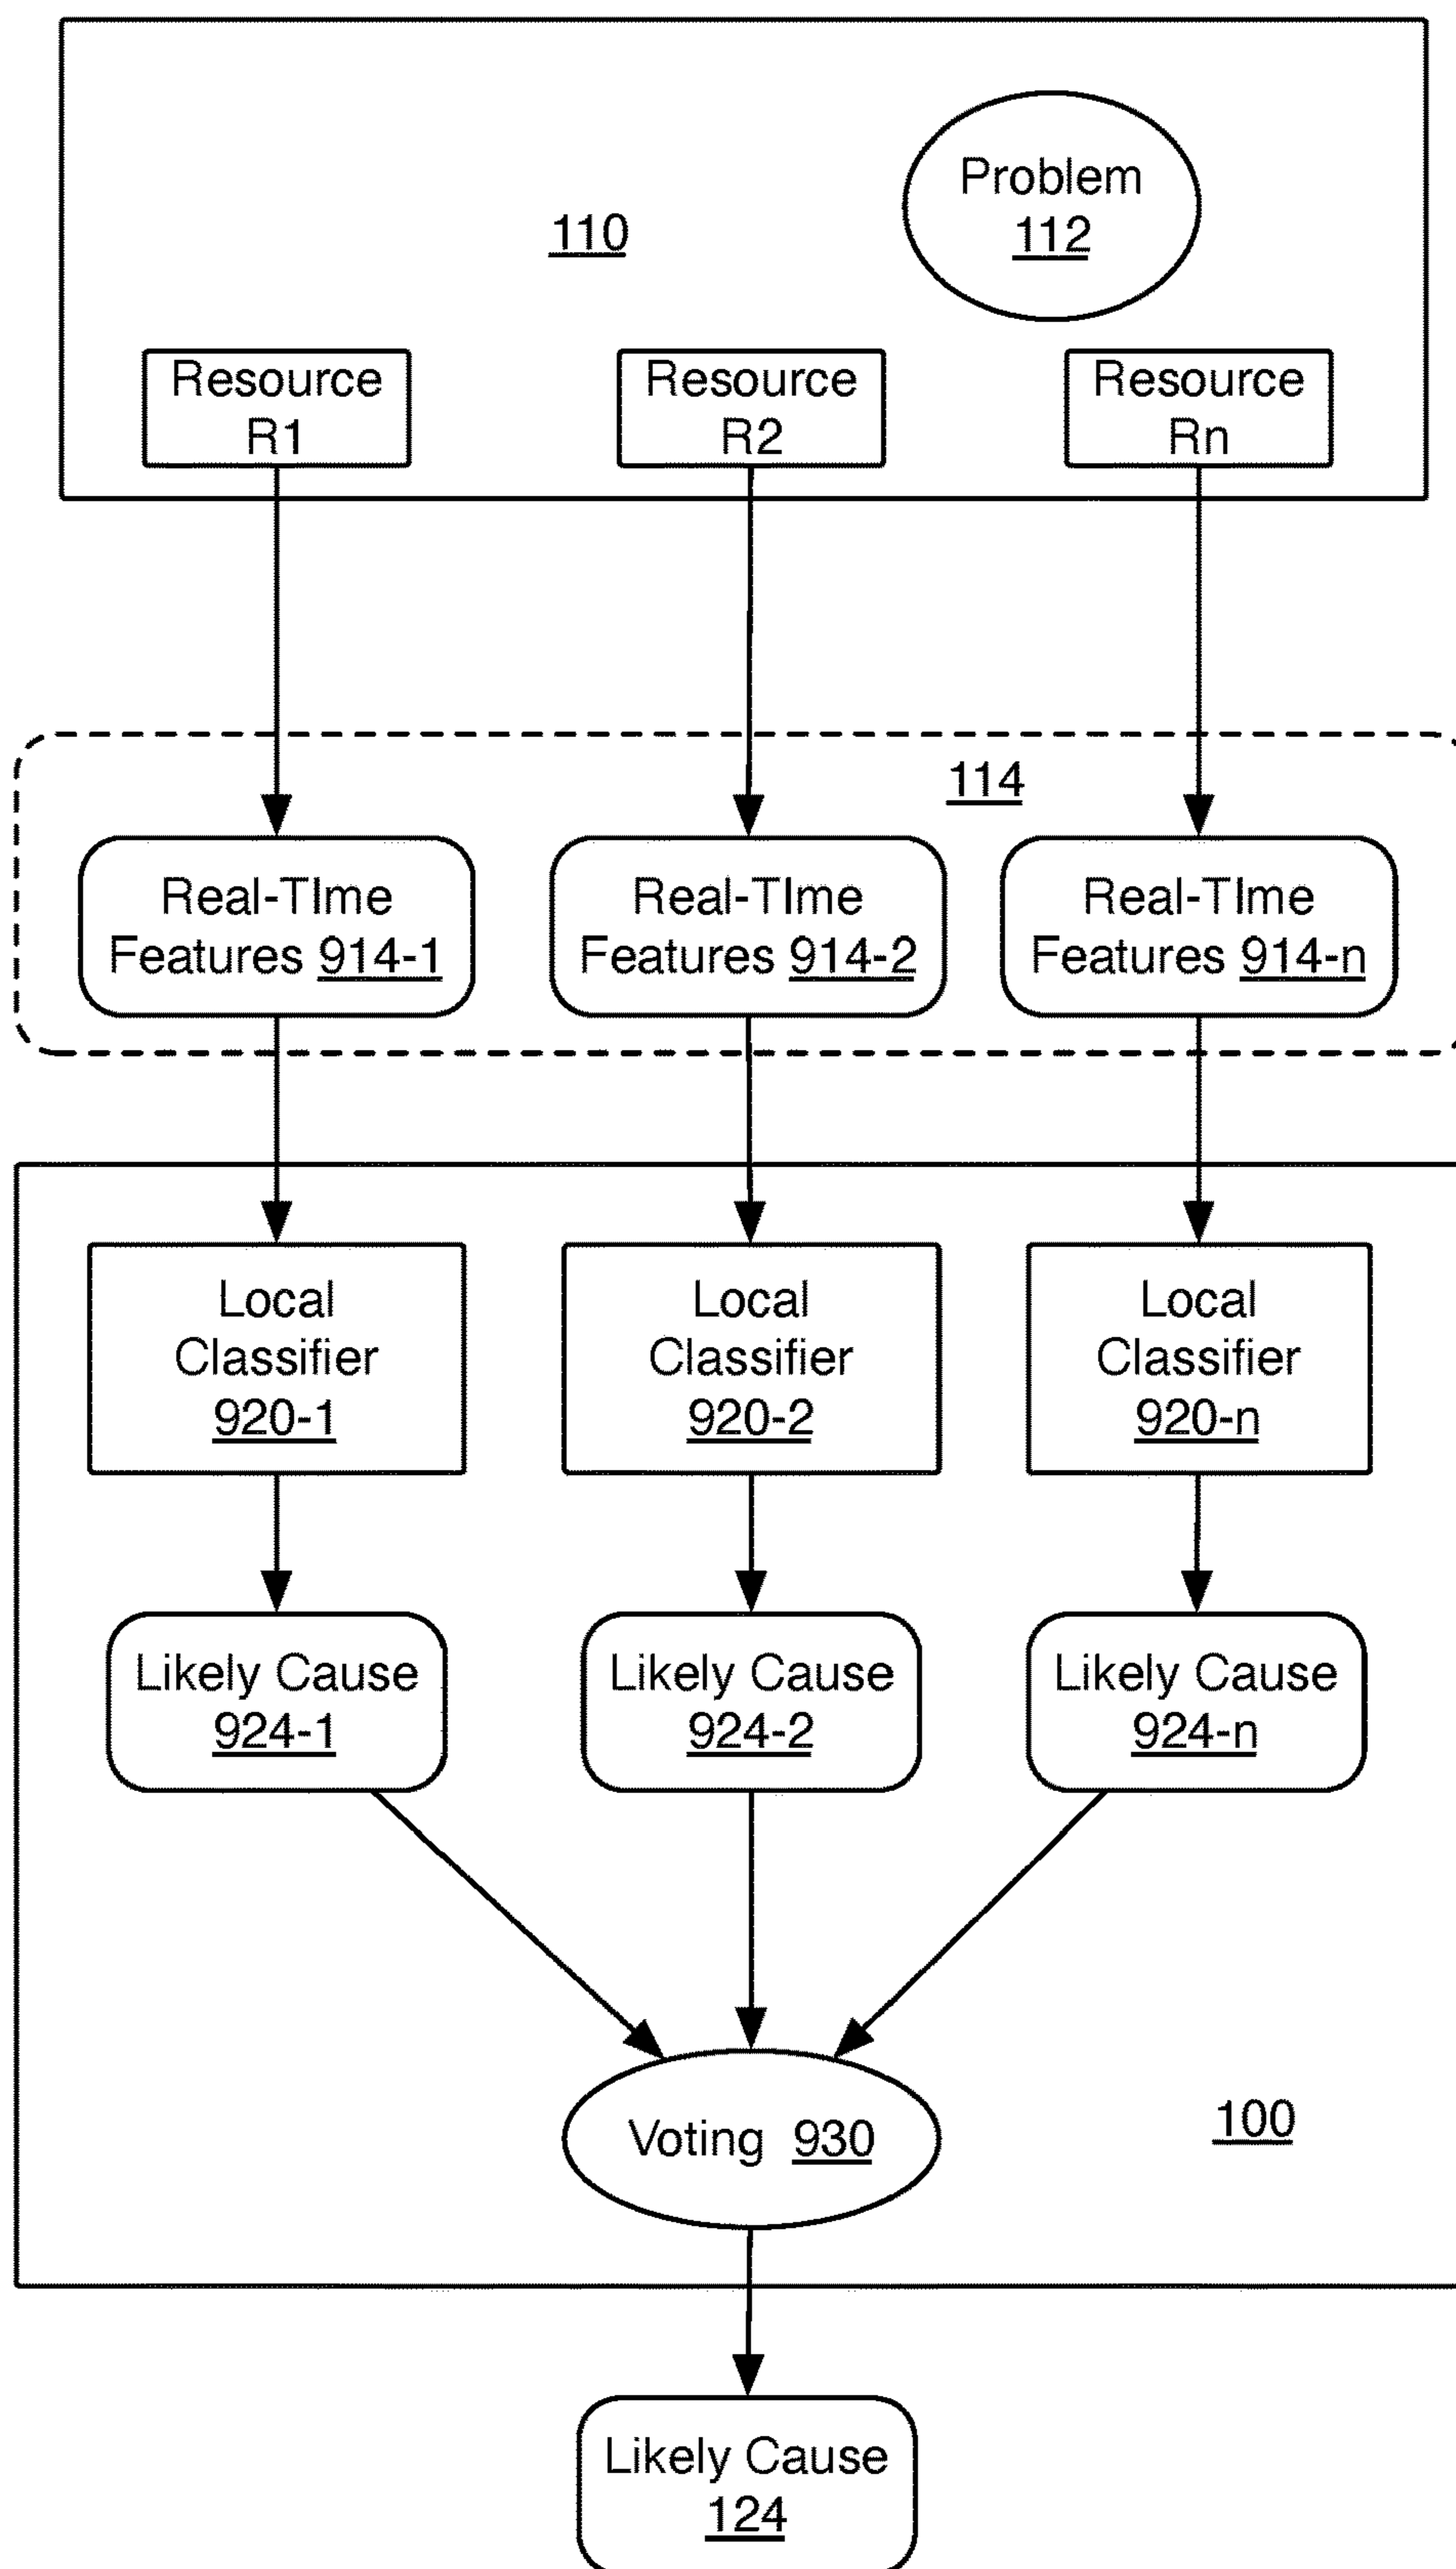 Problem
112
110
Resource
R1
Resource
R2
Resource
Rn
114
Real-TIme
Features 914-1
Real-TIme
Features 914-2
Real-TIme
Features 914-n
Local
Classifier
920-1
Local
Classifier
920-2
Local
Classifier
920-n
Likely Cause
924-1
Likely Cause
924-2
Likely Cause
924-n
Voting 930
100
Likely Cause
124